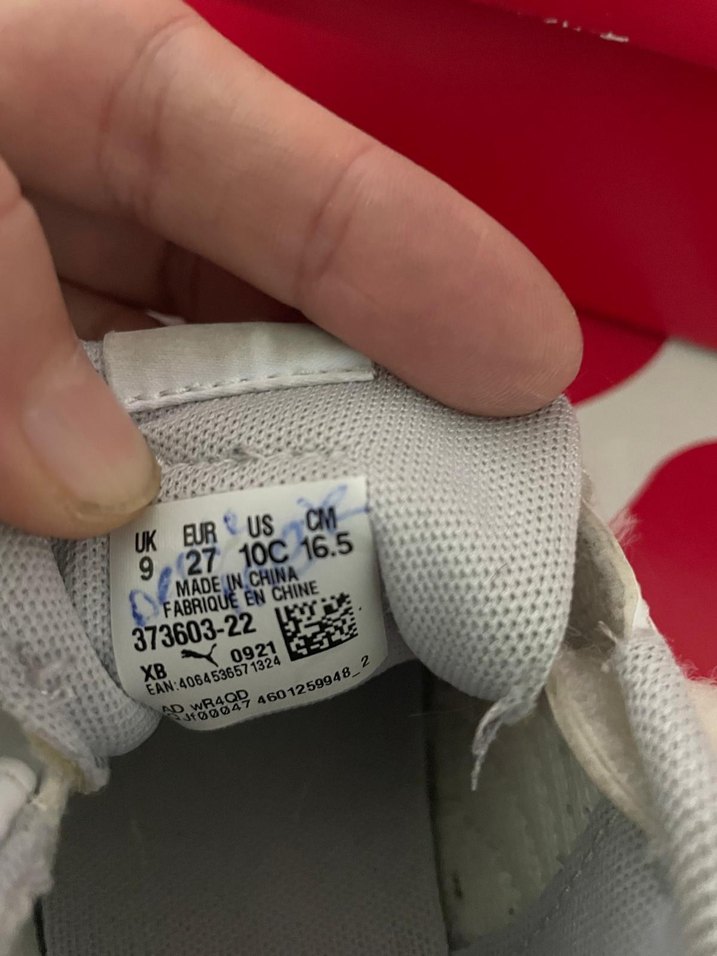 UK EUR US CM
9 27 10C 16.5
MADE IN CHINA
FABRIQUE EN CHINE
373603-22
XB 0921
EAN:4064536571324
AD wR4QD
Jf00047 4601259948_2